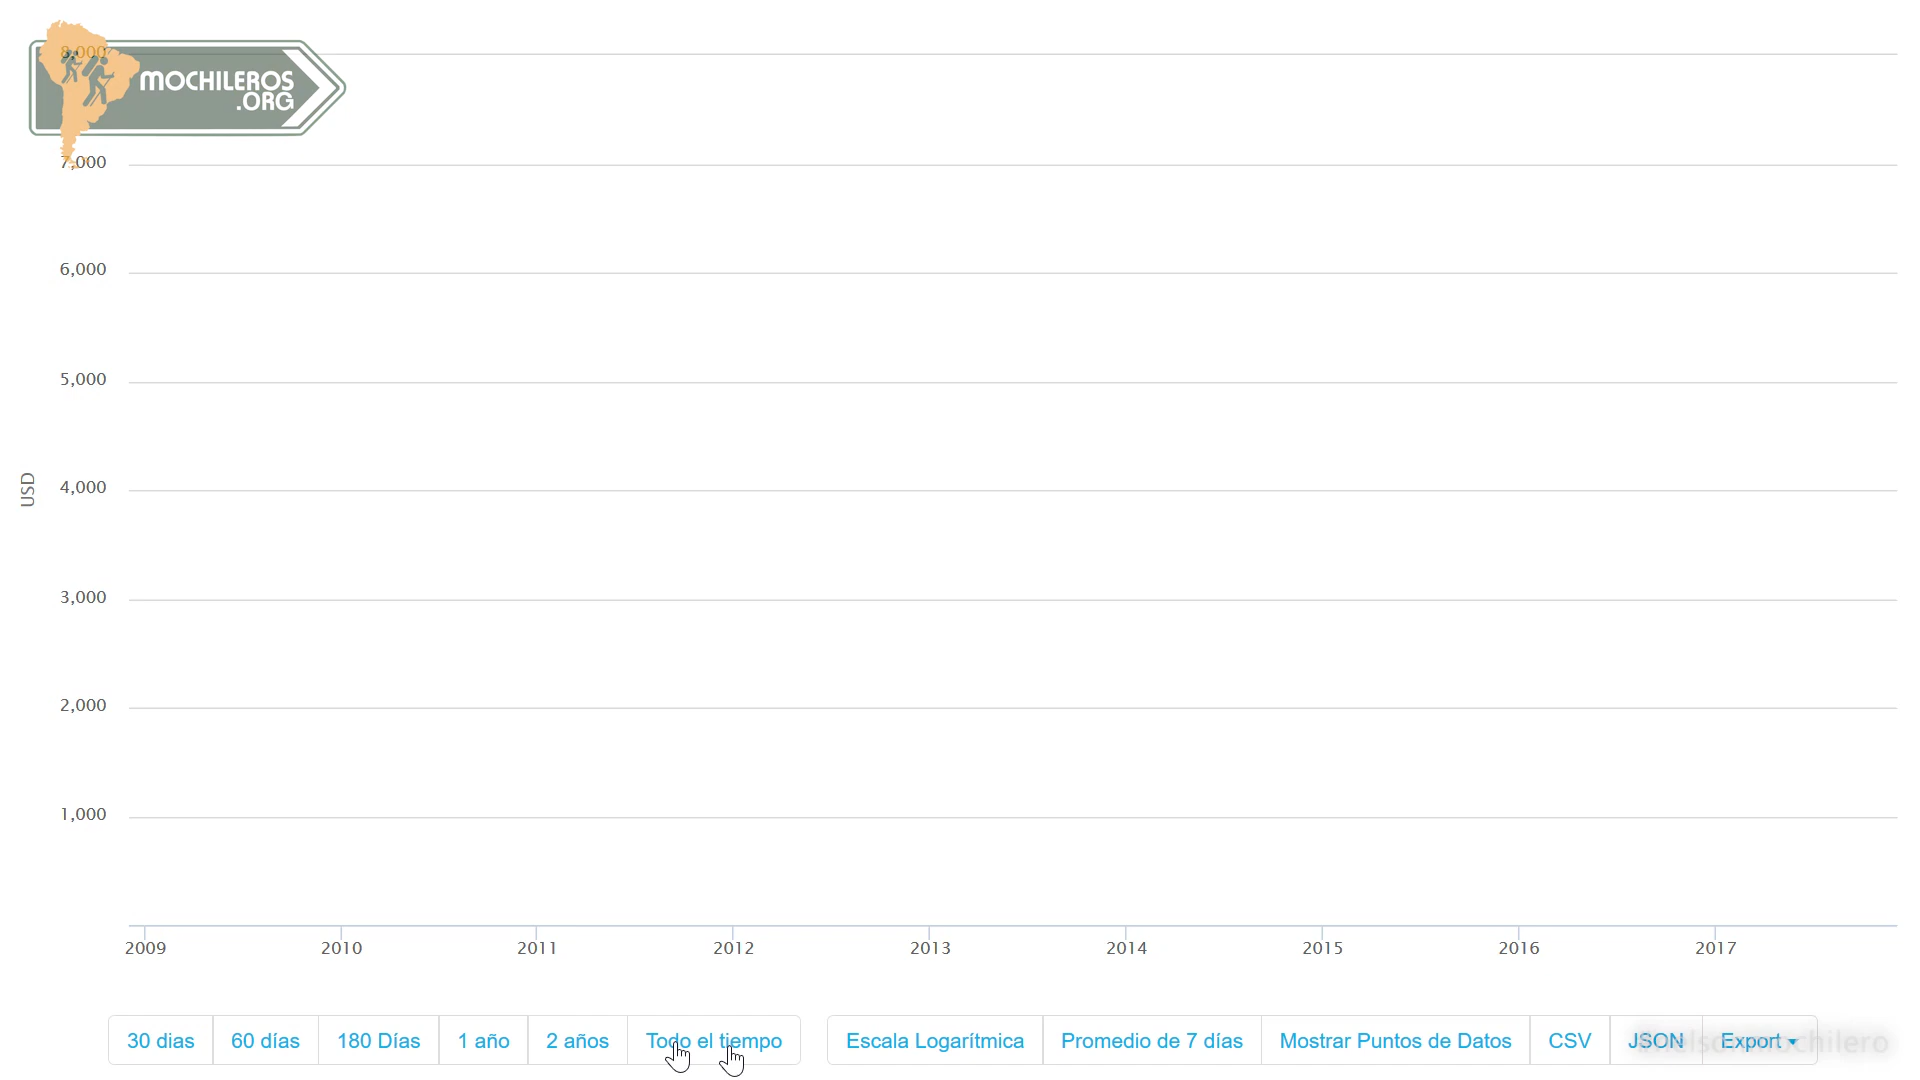 8,000
MOCHILEROS
.ORG
7,000
6,000
5,000
USD
4,000
3,000
2,000
1,000
2009 2010 2011 2012 2013 2014 2015 2016 2017
30 dias 60 días 180 Días 1 año 2 años Todo el tiempo Escala Logarítmica Promedio de 7 días Mostrar Puntos de Datos CSV JSON Export